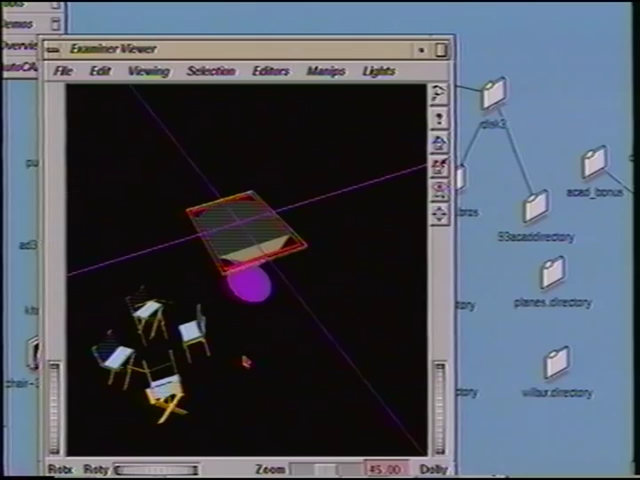 Demos
Examiner Viewer
File Edit Viewing Selection Editors Manips Lights
?
disk3
acad_bonus
93acaddirectory
planes.directory
wilbur.directory
Rotx Roty Zoom 45.00 Dolly